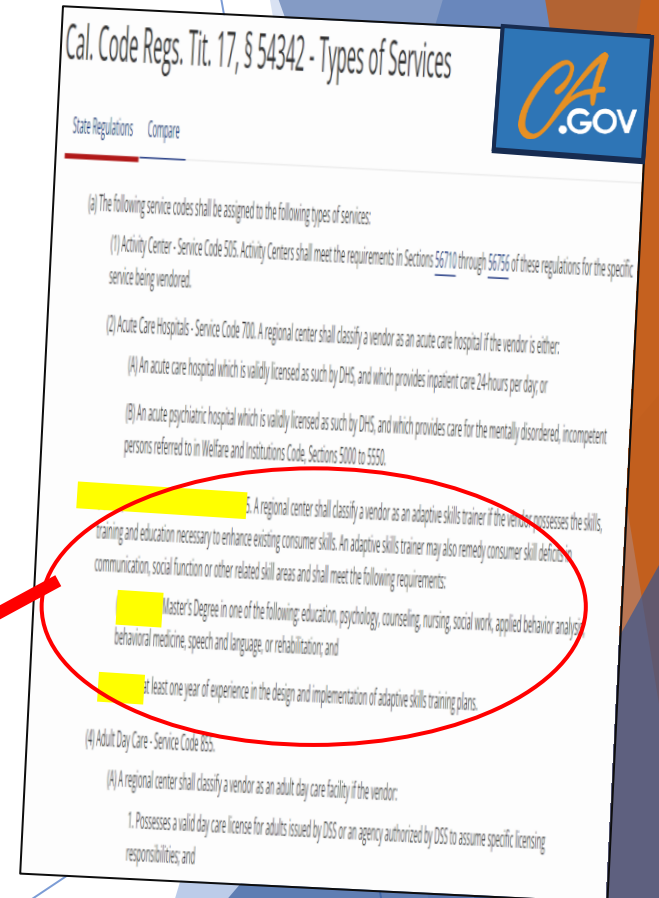 Cal. Code Regs. Tit. 17, § 54342 - Types of Services
CA
.GOV
State Regulations Compare
(a) The following service codes shall be assigned to the following types of services:
(1) Activity Center - Service Code 505. Activity Centers shall meet the requirements in Sections 56710 through 56756 of these regulations for the specific
service being vendored.
(2) Acute Care Hospitals - Service Code 700. A regional center shall classify a vendor as an acute care hospital if the vendor is either:
(A) An acute care hospital which is validly licensed as such by DHS, and which provides inpatient care 24-hours per day; or
(B) An acute psychiatric hospital which is validly licensed as such by DHS, and which provides care for the mentally disordered, incompetent
persons referred to in Welfare and Institutions Code, Sections 5000 to 5550.
5. A regional center shall classify a vendor as an adaptive skills trainer if the vendor possesses the skills,
training and education necessary to enhance existing consumer skills. An adaptive skills trainer may also remedy consumer skill deficits in
communication, social function or other related skill areas and shall meet the following requirements:
Master's Degree in one of the following: education, psychology, counseling, nursing, social work, applied behavior analysis,
behavioral medicine, speech and language, or rehabilitation; and
at least one year of experience in the design and implementation of adaptive skills training plans.
(4) Adult Day Care - Service Code 855.
(A) A regional center shall classify a vendor as an adult day care facility if the vendor:
1. Possesses a valid day care license for adults issued by DSS or an agency authorized by DSS to assume specific licensing
responsibilities; and